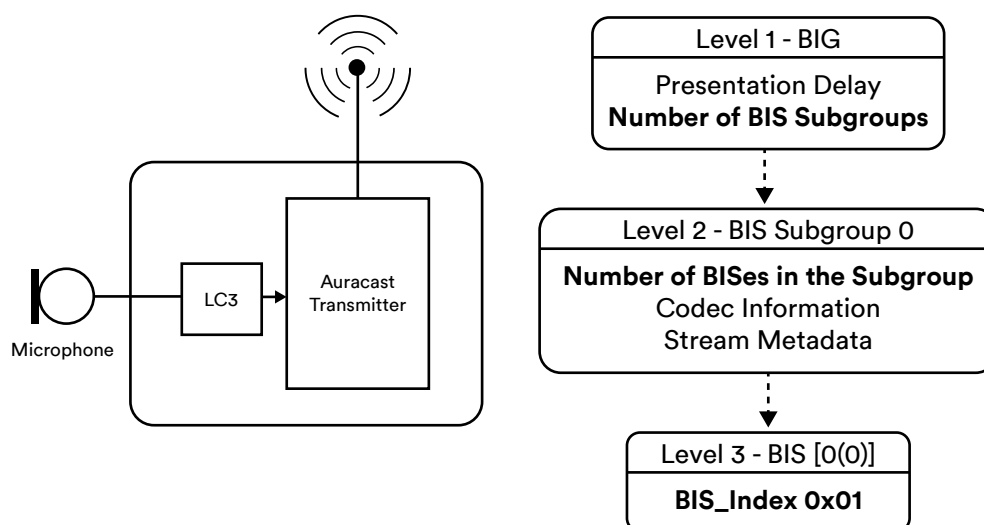 Microphone
LC3
Auracast
Transmitter
Level 1 - BIG
Presentation Delay
Number of BIS Subgroups
Level 2 - BIS Subgroup 0
Number of BISes in the Subgroup
Codec Information
Stream Metadata
Level 3 - BIS [0(0)]
BIS_Index 0x01